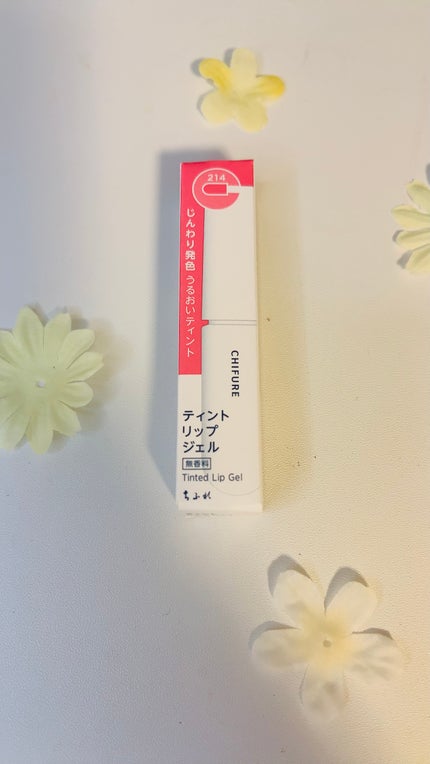 214
じんわり発色 うるおいティント
CHIFURE
ティント
リップ
ジェル
無香料
Tinted Lip Gel
ちふれ